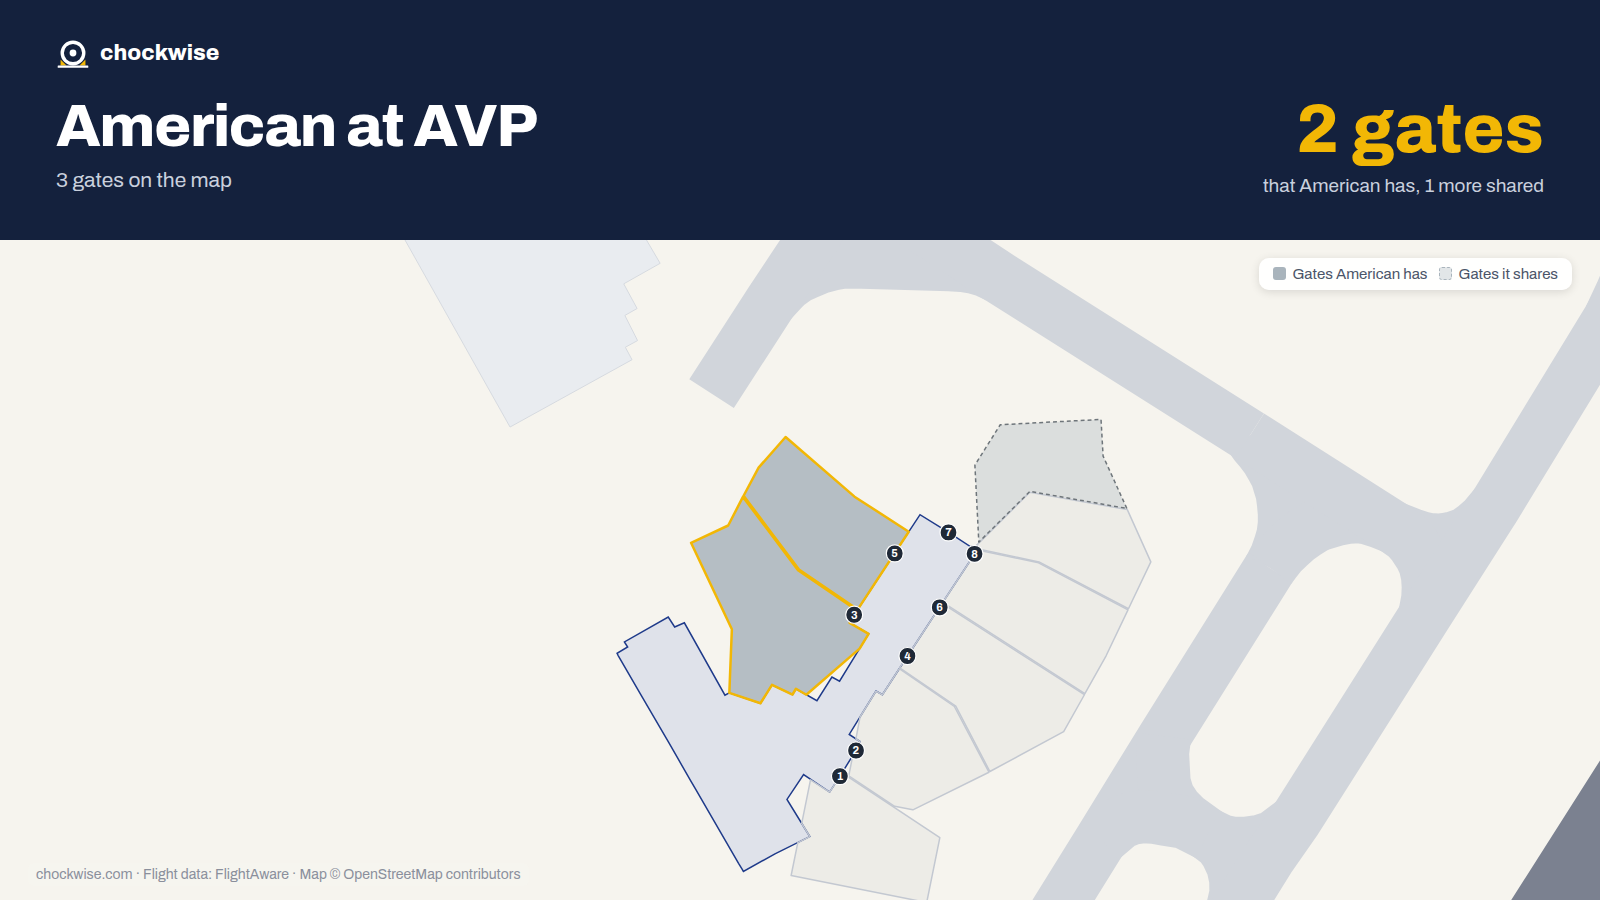 chockwise
American at AVP
3 gates on the map
2 gates
that American has, 1 more shared
Gates American has
Gates it shares
7
5
8
6
3
4
2
1
chockwise.com · Flight data: FlightAware · Map © OpenStreetMap contributors